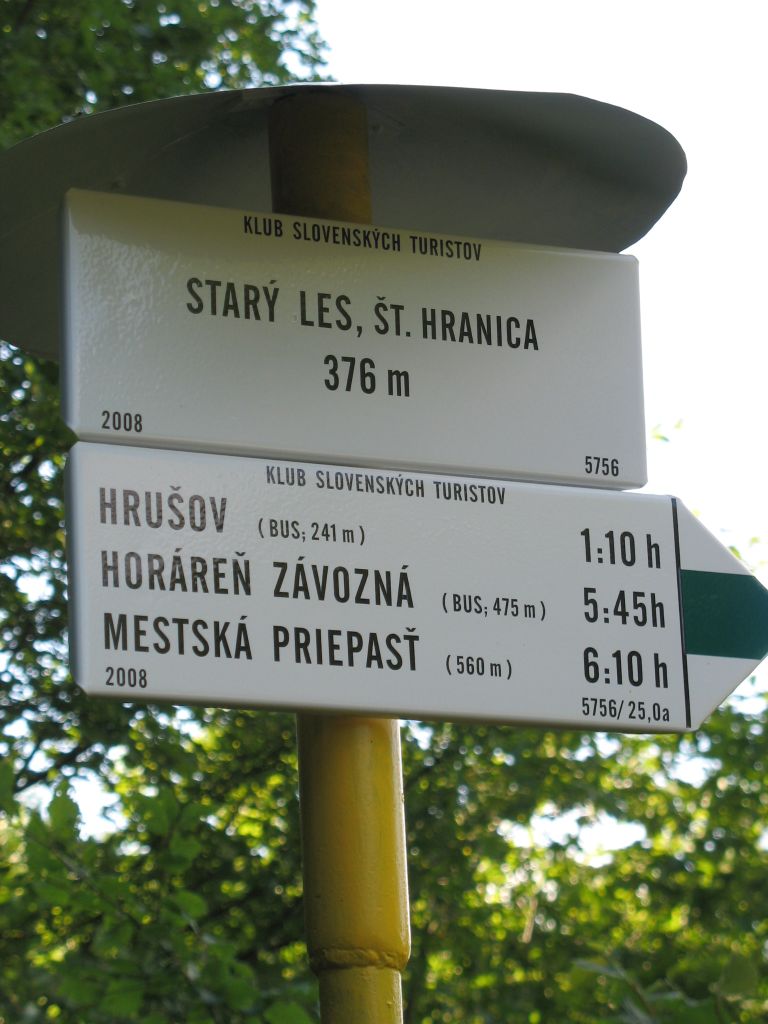 KLUB SLOVENSKÝCH TURISTOV
STARÝ LES, ŠT. HRANICA
376 m
2008 5756
KLUB SLOVENSKÝCH TURISTOV
HRUŠOV (BUS; 241 m) 1:10 h
HORÁREŇ ZÁVOZNÁ (BUS; 475 m) 5:45h
MESTSKÁ PRIEPASŤ (560 m) 6:10 h
2008 5756/25,0a